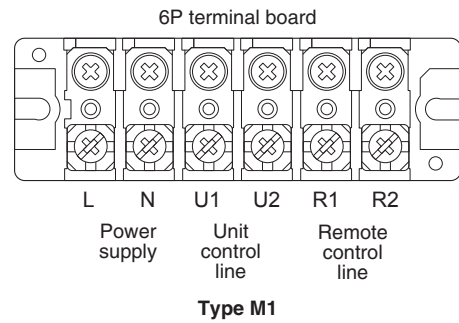 6P terminal board
L N U1 U2 R1 R2
Power supply
Unit control line
Remote control line
Type M1